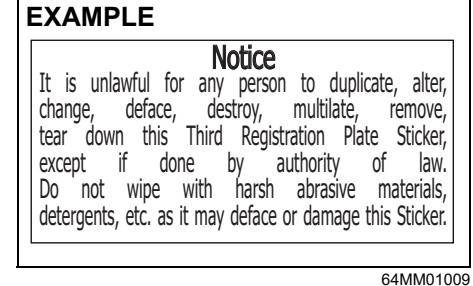 EXAMPLE
Notice
It is unlawful for any person to duplicate, alter,
change, deface, destroy, multilate, remove,
tear down this Third Registration Plate Sticker,
except if done by authority of law.
Do not wipe with harsh abrasive materials,
detergents, etc. as it may deface or damage this Sticker.
64MM01009